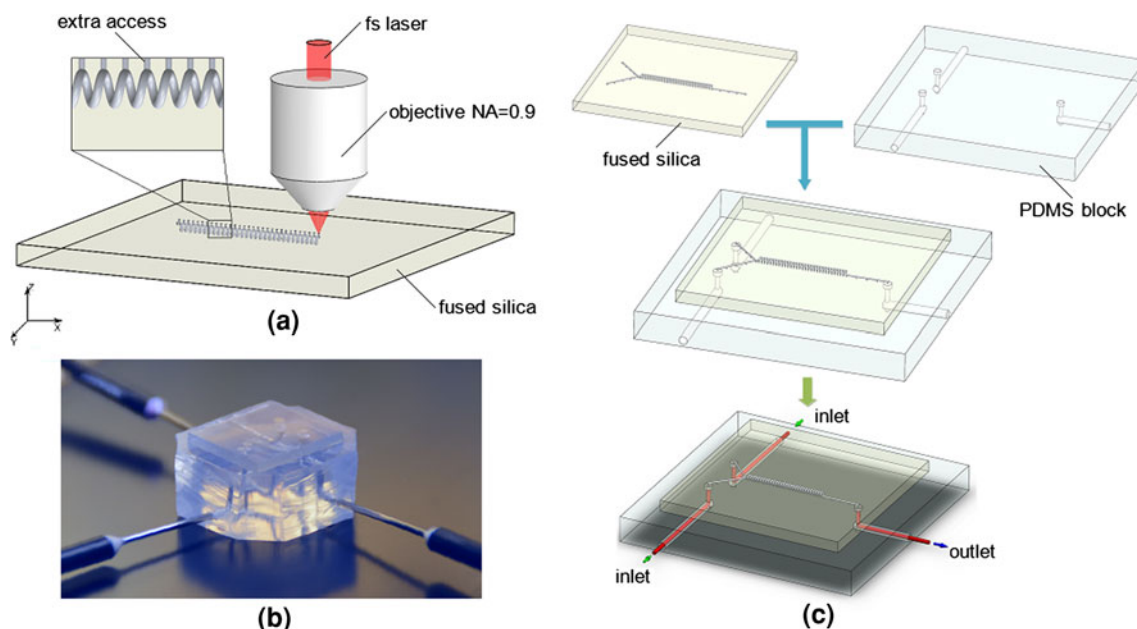 extra access
fs laser
objective NA=0.9
fused silica
Z
X
Y
(a)
(b)
fused silica
PDMS block
inlet
inlet
outlet
(c)